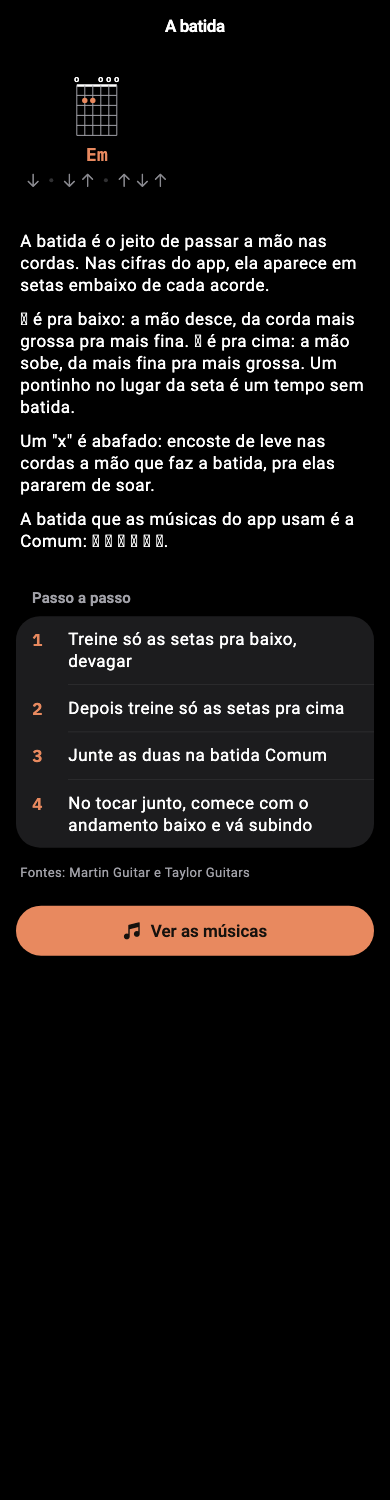 A batida
o o o o
Em
↓ • ↓ ↑ • ↑ ↓ ↑
A batida é o jeito de passar a mão nas
cordas. Nas cifras do app, ela aparece em
setas embaixo de cada acorde.
é pra baixo: a mão desce, da corda mais
grossa pra mais fina. é pra cima: a mão
sobe, da mais fina pra mais grossa. Um
pontinho no lugar da seta é um tempo sem
batida.
Um "x" é abafado: encoste de leve nas
cordas a mão que faz a batida, pra elas
pararem de soar.
A batida que as músicas do app usam é a
Comum: .
Passo a passo
1 Treine só as setas pra baixo,
devagar
2 Depois treine só as setas pra cima
3 Junte as duas na batida Comum
4 No tocar junto, comece com o
andamento baixo e vá subindo
Fontes: Martin Guitar e Taylor Guitars
Ver as músicas